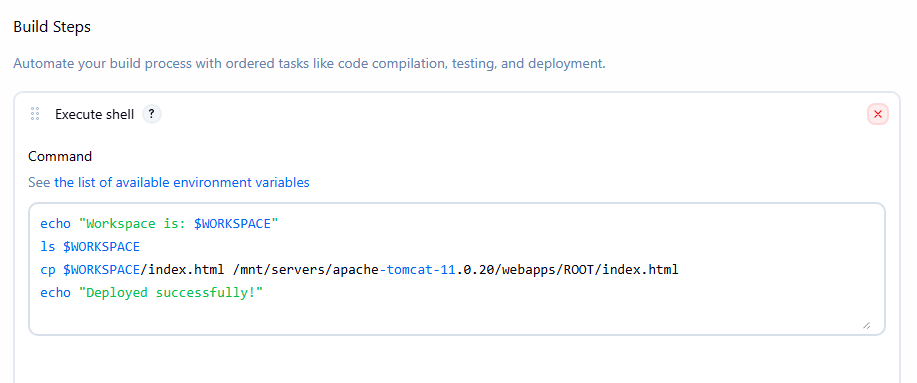 Build Steps
Automate your build process with ordered tasks like code compilation, testing, and deployment.
Execute shell ?
Command
See the list of available environment variables
echo "Workspace is: $WORKSPACE"
ls $WORKSPACE
cp $WORKSPACE/index.html /mnt/servers/apache-tomcat-11.0.20/webapps/ROOT/index.html
echo "Deployed successfully!"